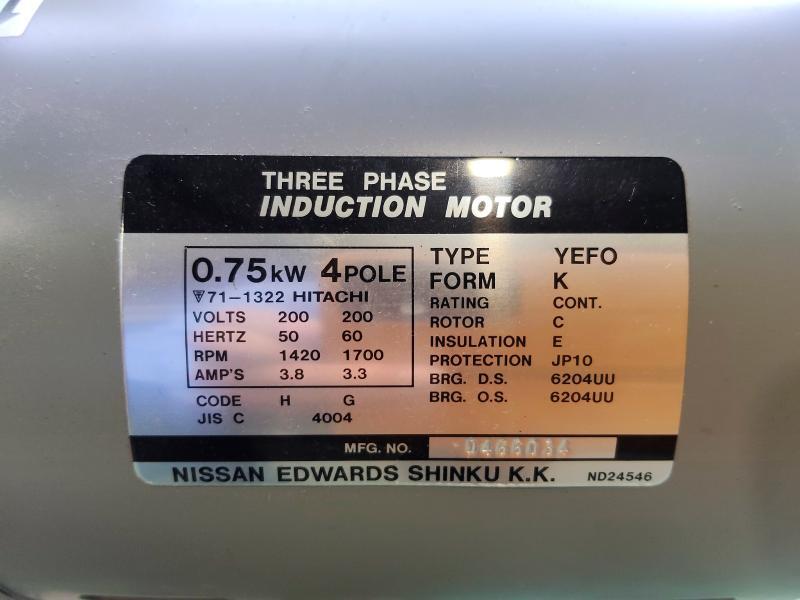 THREE PHASE
INDUCTION MOTOR
0.75KW 4POLE
71-1322 HITACHI
VOLTS 200 200
HERTZ 50 60
RPM 1420 1700
AMP'S 3.8 3.3
CODE H G
JIS C 4004
TYPE YEFO
FORM K
RATING CONT.
ROTOR C
INSULATION E
PROTECTION JP10
BRG. D.S. 6204UU
BRG. O.S. 6204UU
MFG. NO.
NISSAN EDWARDS SHINKU K.K. ND24546